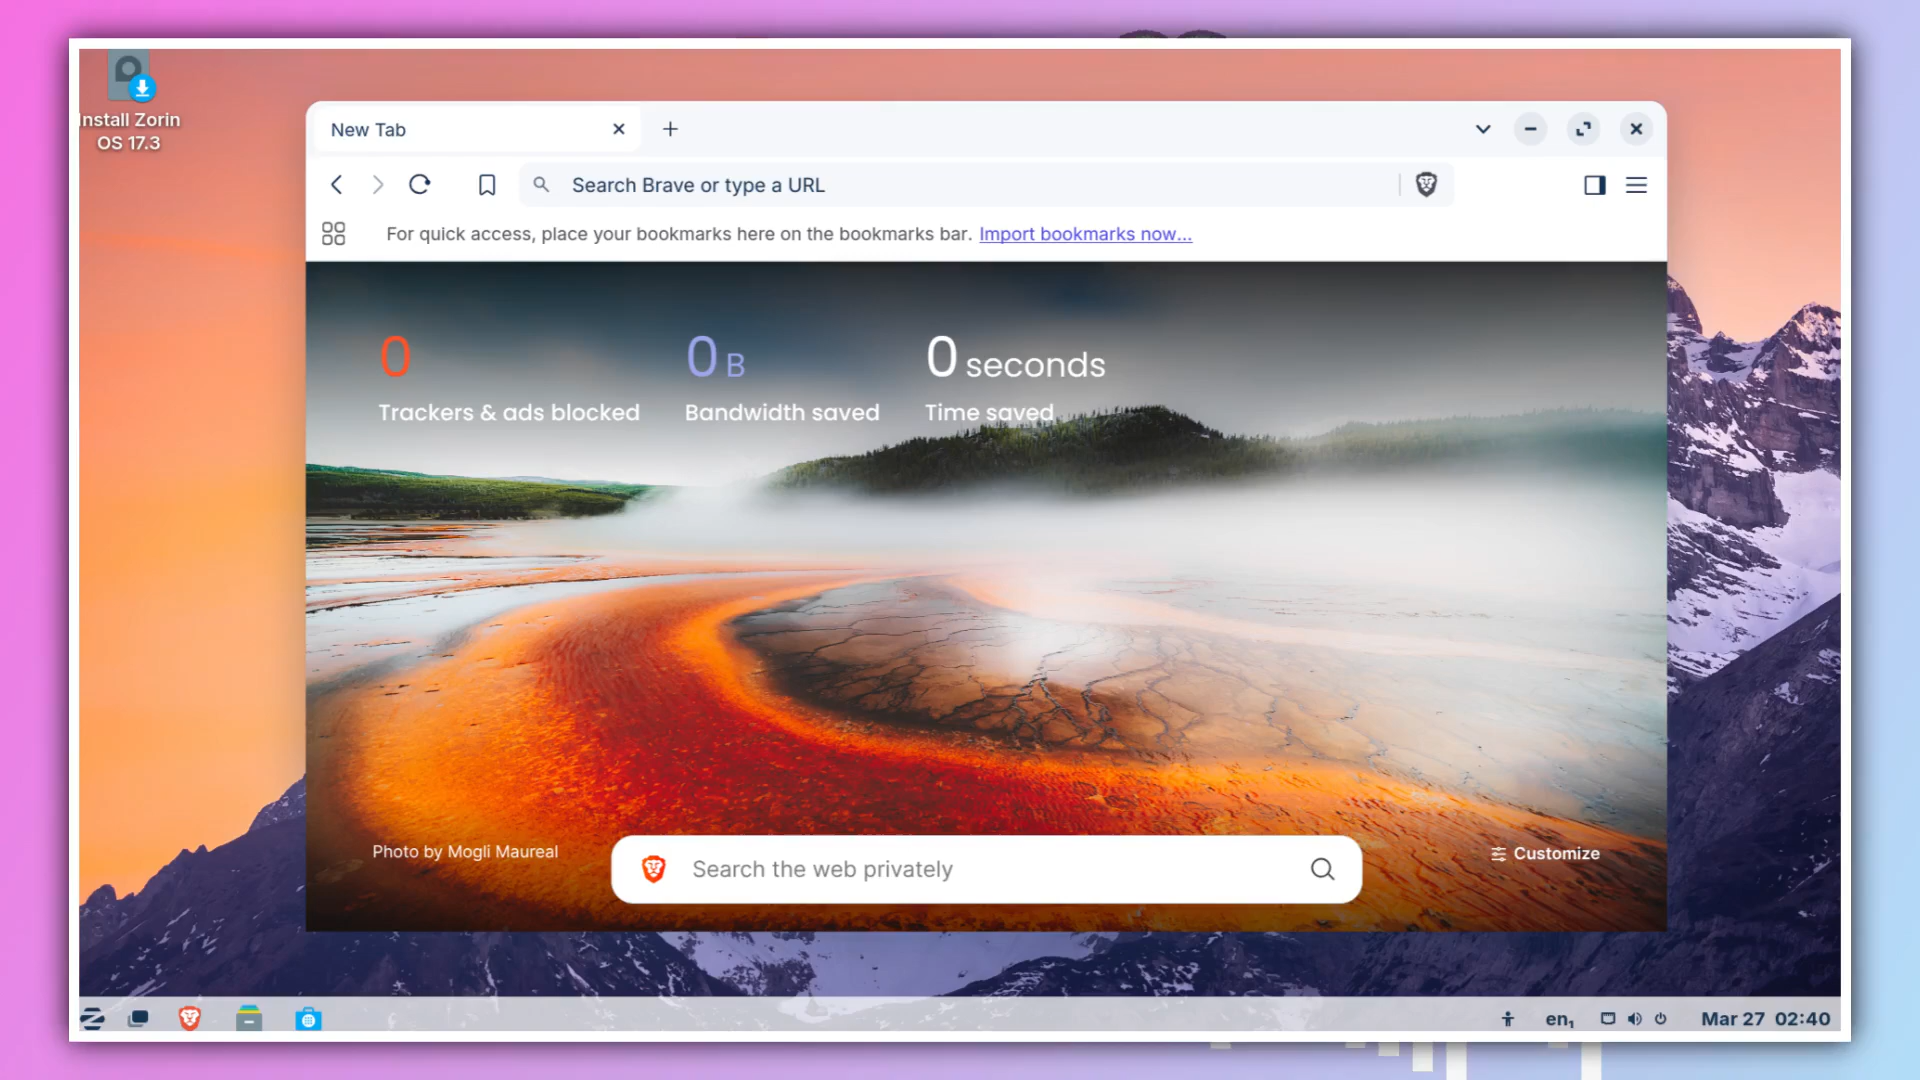 Install Zorin
OS 17.3
New Tab
Search Brave or type a URL
For quick access, place your bookmarks here on the bookmarks bar. Import bookmarks now...
0
0 B
0 seconds
Trackers & ads blocked
Bandwidth saved
Time saved
Photo by Mogli Maureal
Search the web privately
Customize
en₁
Mar 27 02:40